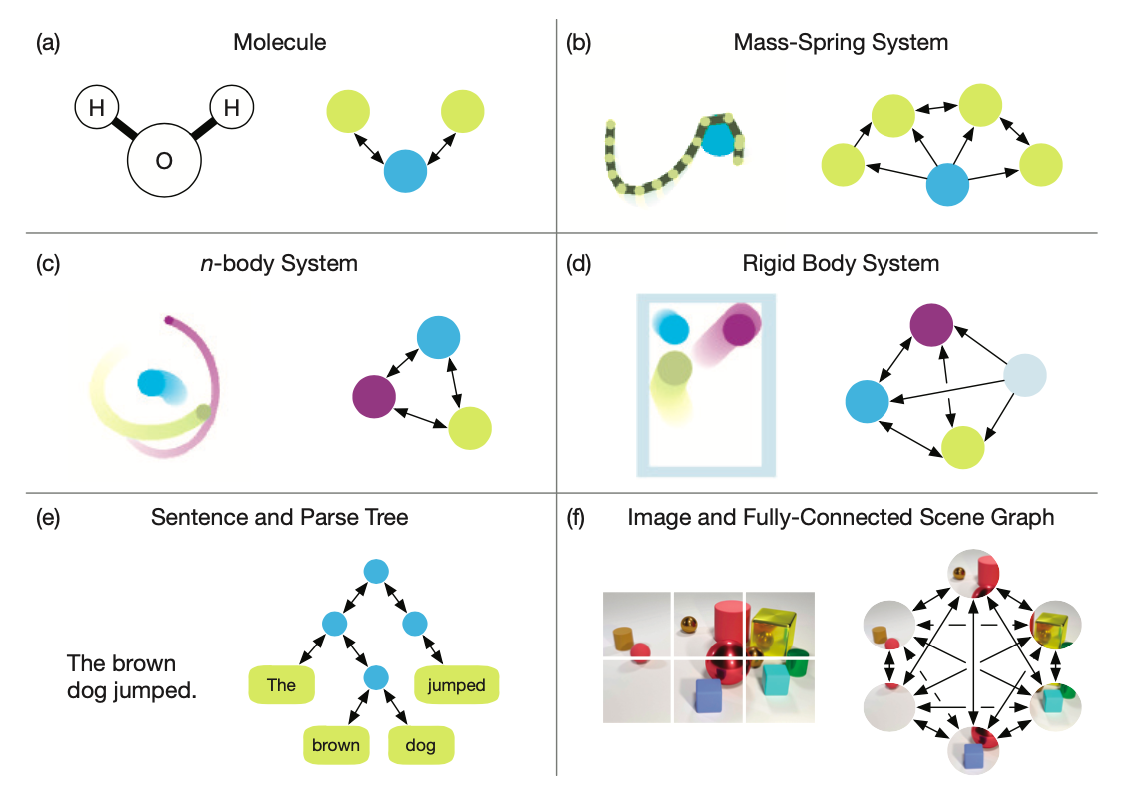 (a)
Molecule
H
H
O
(b)
Mass-Spring System
(c)
n-body System
(d)
Rigid Body System
(e)
Sentence and Parse Tree
The brown
dog jumped.
The
jumped
brown
dog
(f)
Image and Fully-Connected Scene Graph